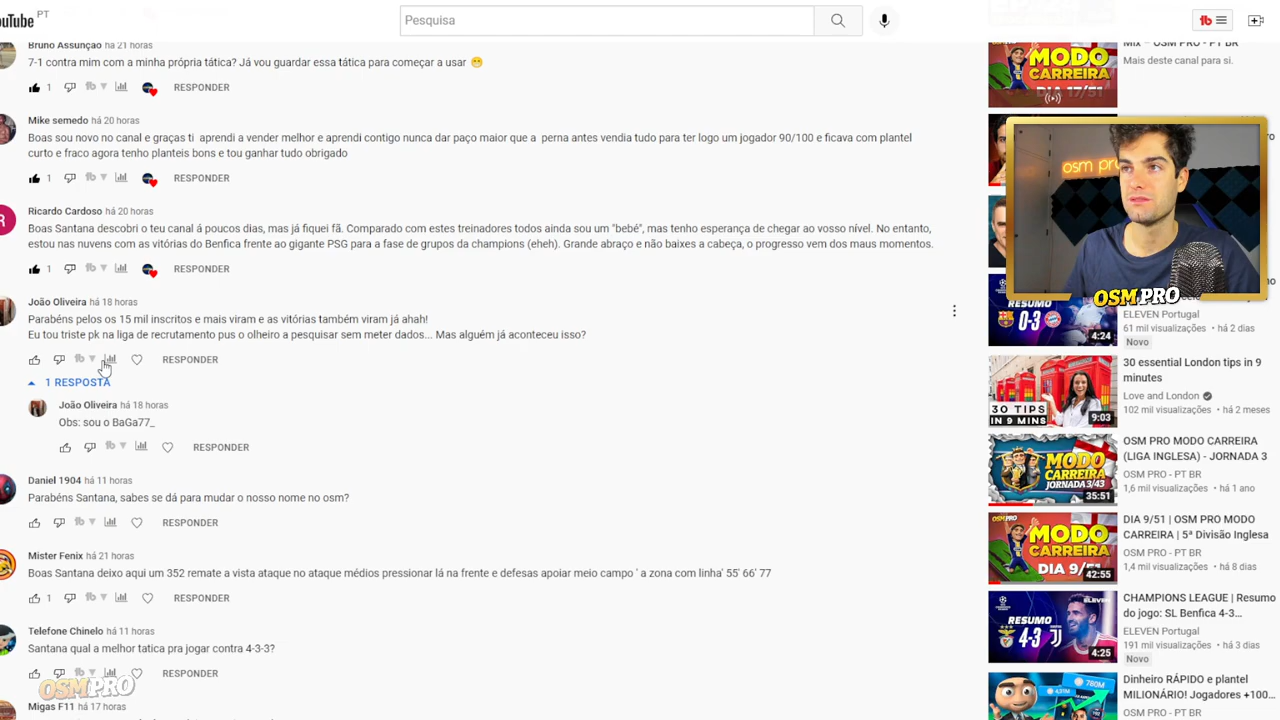 YouTube PT
Pesquisa
Bruno Assunção há 21 horas
7-1 contra mim com a minha própria tática? Já vou guardar essa tática para começar a usar 😁
1 RESPONDER
Mike semedo há 20 horas
Boas sou novo no canal e graças ti aprendi a vender melhor e aprendi contigo nunca dar paço maior que a perna antes vendia tudo para ter logo um jogador 90/100 e ficava com plantel
curto e fraco agora tenho planteis bons e tou ganhar tudo obrigado
1 RESPONDER
R
Ricardo Cardoso há 20 horas
Boas Santana descobri o teu canal á poucos dias, mas já fiquei fã. Comparado com estes treinadores todos ainda sou um "bebé", mas tenho esperança de chegar ao vosso nível. No entanto,
estou nas nuvens com as vitórias do Benfica frente ao gigante PSG para a fase de grupos da champions (eheh). Grande abraço e não baixes a cabeça, o progresso vem dos maus momentos.
1 RESPONDER
João Oliveira há 18 horas
Parabéns pelos os 15 mil inscritos e mais viram e as vitórias também viram já ahah!
Eu tou triste pk na liga de recrutamento pus o olheiro a pesquisar sem meter dados... Mas alguém já aconteceu isso?
RESPONDER
1 RESPOSTA
João Oliveira há 18 horas
Obs: sou o BaGa77_
RESPONDER
Daniel 1904 há 11 horas
Parabéns Santana, sabes se dá para mudar o nosso nome no osm?
RESPONDER
Mister Fenix há 21 horas
Boas Santana deixo aqui um 352 remate a vista ataque no ataque médios pressionar lá na frente e defesas apoiar meio campo ' a zona com linha' 55' 66' 77
1 RESPONDER
Telefone Chinelo há 11 horas
Santana qual a melhor tatica pra jogar contra 4-3-3?
RESPONDER
OSM PRO
Migas F11 há 17 horas
Mix – OSM PRO - PT BR
Mais deste canal para si.
MODO
CARREIRA
DIA 17/51
osm pro
OSM PRO
RESUMO
0-3
4:24
ELEVEN Portugal
61 mil visualizações • há 2 dias
Novo
30 TIPS
IN 9 MINS
9:03
30 essential London tips in 9
minutes
Love and London
102 mil visualizações • há 2 meses
MODO
CARREIRA
JORNADA 3/43
35:51
OSM PRO MODO CARREIRA
(LIGA INGLESA) - JORNADA 3
OSM PRO - PT BR
1,6 mil visualizações • há 1 ano
OSMPRO
MODO
CARREIRA
DIA 9/51
42:55
DIA 9/51 | OSM PRO MODO
CARREIRA | 5ª Divisão Inglesa
OSM PRO - PT BR
1,4 mil visualizações • há 8 dias
ELEVEN
RESUMO
4-3
4:25
CHAMPIONS LEAGUE | Resumo
do jogo: SL Benfica 4-3...
ELEVEN Portugal
191 mil visualizações • há 3 dias
Novo
780M
Dinheiro RÁPIDO e plantel
MILIONÁRIO! Jogadores +100...
OSM PRO - PT BR